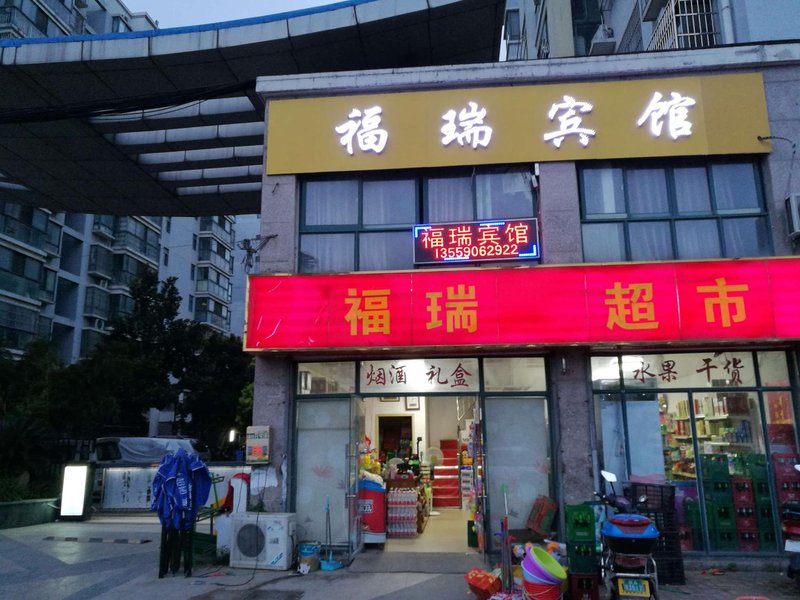 福瑞宾馆
福瑞宾馆
13559062922
福瑞 超市
烟酒 礼盒
水果 干货